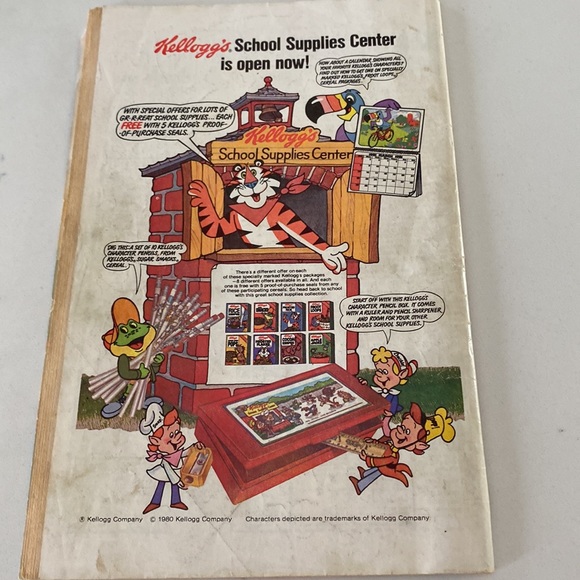 Kellogg's School Supplies Center
is open now!
HOW ABOUT A CALENDAR, SHOWING ALL
YOUR FAVORITE KELLOGG'S CHARACTERS?
FIND OUT HOW TO GET ONE ON SPECIALLY
MARKED KELLOGG'S, FROOT LOOPS,
CEREAL PACKAGES.
WITH SPECIAL OFFERS FOR LOTS OF
GR-R-REAT SCHOOL SUPPLIES... EACH
FREE WITH 5 KELLOGG'S PROOF-
OF-PURCHASE SEALS.
Kellogg's
School Supplies Center
DIG THIS: A SET OF 10 KELLOGG'S
CHARACTER PENCILS, FROM
KELLOGG'S, SUGAR SMACKS,
CEREAL.
There's a different offer on each
of these specially marked Kellogg's packages
—8 different offers available in all. And each
one is free with 5 proof-of-purchase seals from any
of these participating cereals. So head back to school
with this great school supplies collection.
START OFF WITH THIS KELLOGG'S
CHARACTER PENCIL BOX. IT COMES
WITH A RULER AND PENCIL SHARPENER,
AND ROOM FOR YOUR OTHER
KELLOGG'S SCHOOL SUPPLIES.
® Kellogg Company © 1980 Kellogg Company Characters depicted are trademarks of Kellogg Company